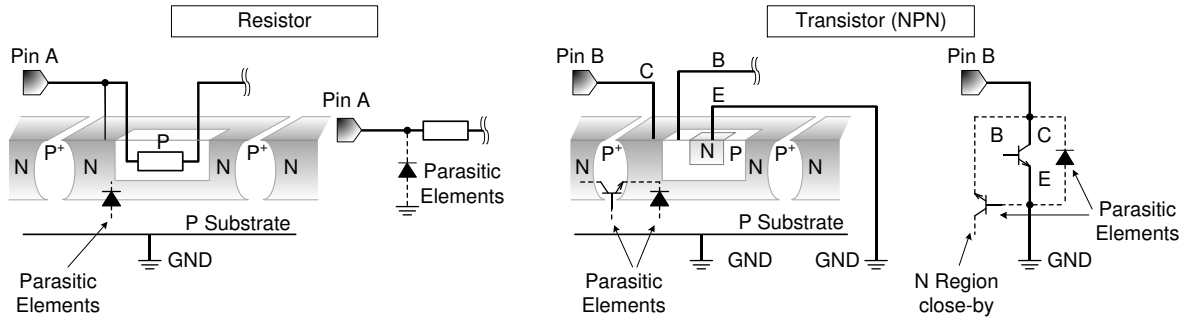 Resistor
Pin A
N
P+
N
P
N
P+
N
Parasitic
Elements
P Substrate
GND
Pin A
Parasitic
Elements
Transistor (NPN)
Pin B
C
B
E
N
P+
N
N
P
N
P+
N
P Substrate
GND
GND
Parasitic
Elements
Pin B
B
C
E
Parasitic
Elements
GND
N Region
close-by